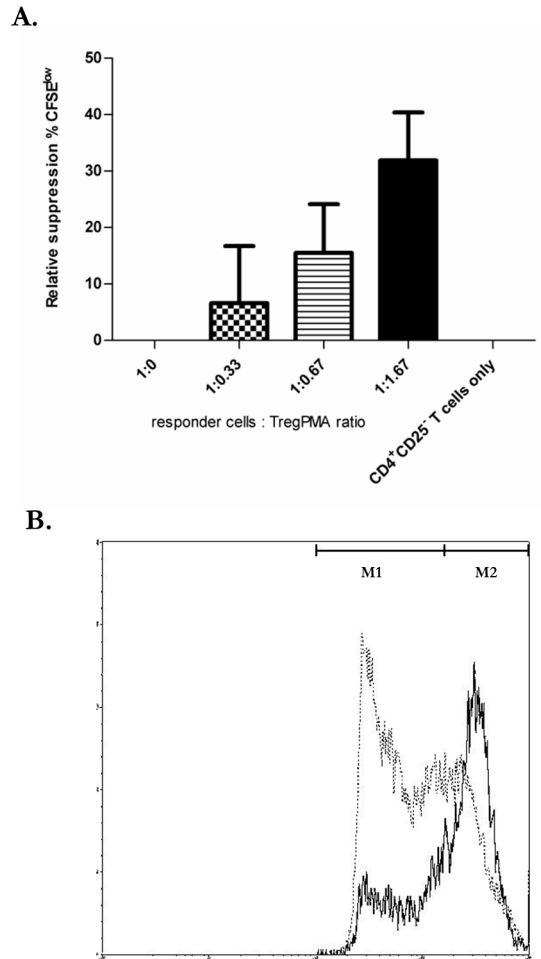 A.
Relative suppression % CFSElow
50
40
30
20
10
0
1:0
1:0.33
1:0.67
1:1.67
CD4+CD25- T cells only
responder cells : TregPMA ratio
B.
M1
M2